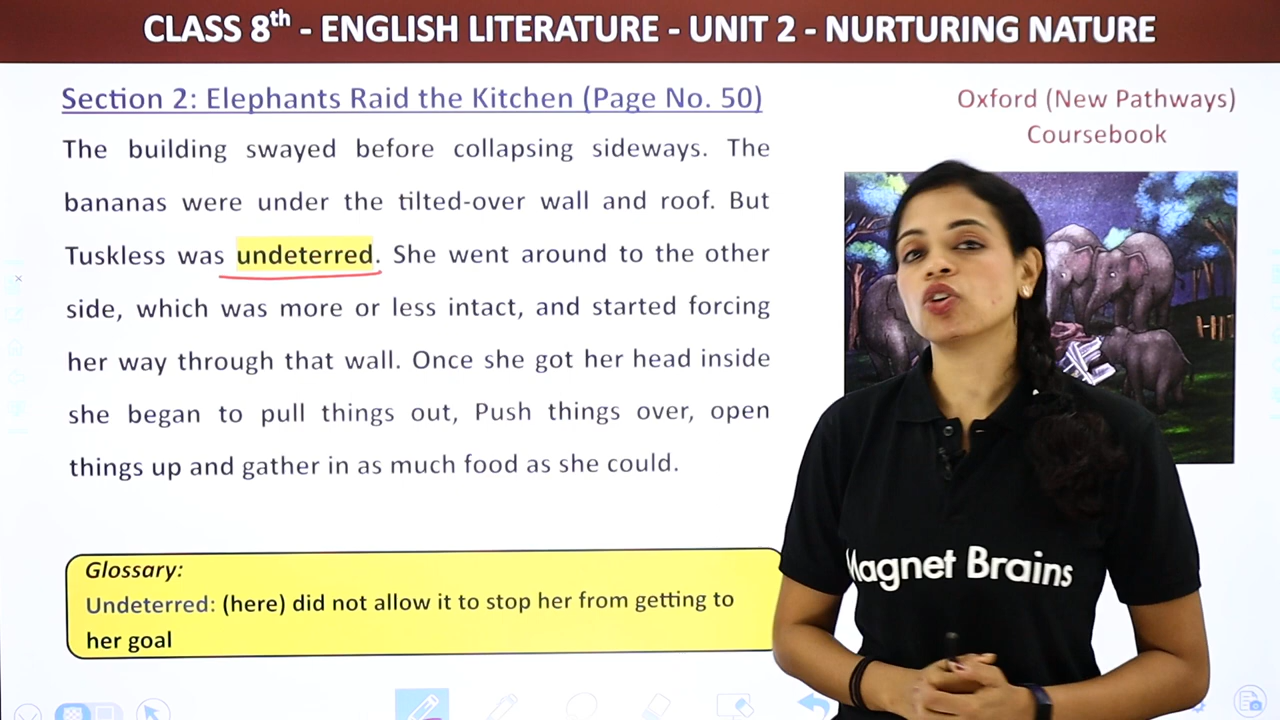 CLASS 8th - ENGLISH LITERATURE - UNIT 2 - NURTURING NATURE
Section 2: Elephants Raid the Kitchen (Page No. 50)
The building swayed before collapsing sideways. The
bananas were under the tilted-over wall and roof. But
Tuskless was undeterred. She went around to the other
side, which was more or less intact, and started forcing
her way through that wall. Once she got her head inside
she began to pull things out, Push things over, open
things up and gather in as much food as she could.
Oxford (New Pathways)
Coursebook
Glossary:
Undeterred: (here) did not allow it to stop her from getting to
her goal
Magnet Brains